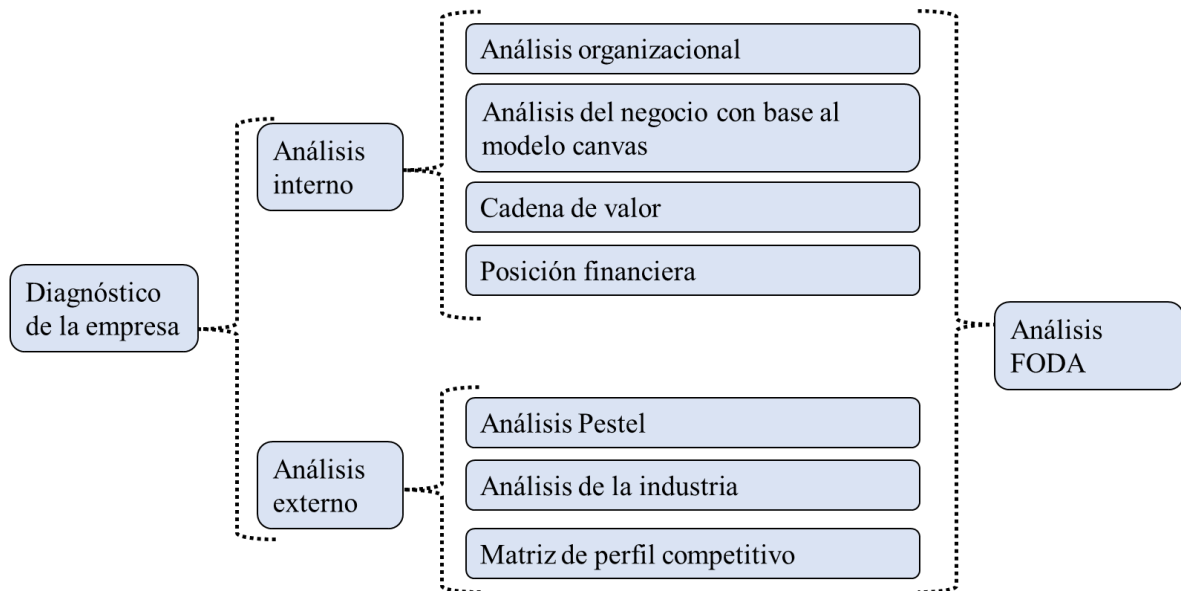 Diagnóstico
de la empresa
Análisis
interno
Análisis organizacional
Análisis del negocio con base al
modelo canvas
Cadena de valor
Posición financiera
Análisis
externo
Análisis Pestel
Análisis de la industria
Matriz de perfil competitivo
Análisis
FODA